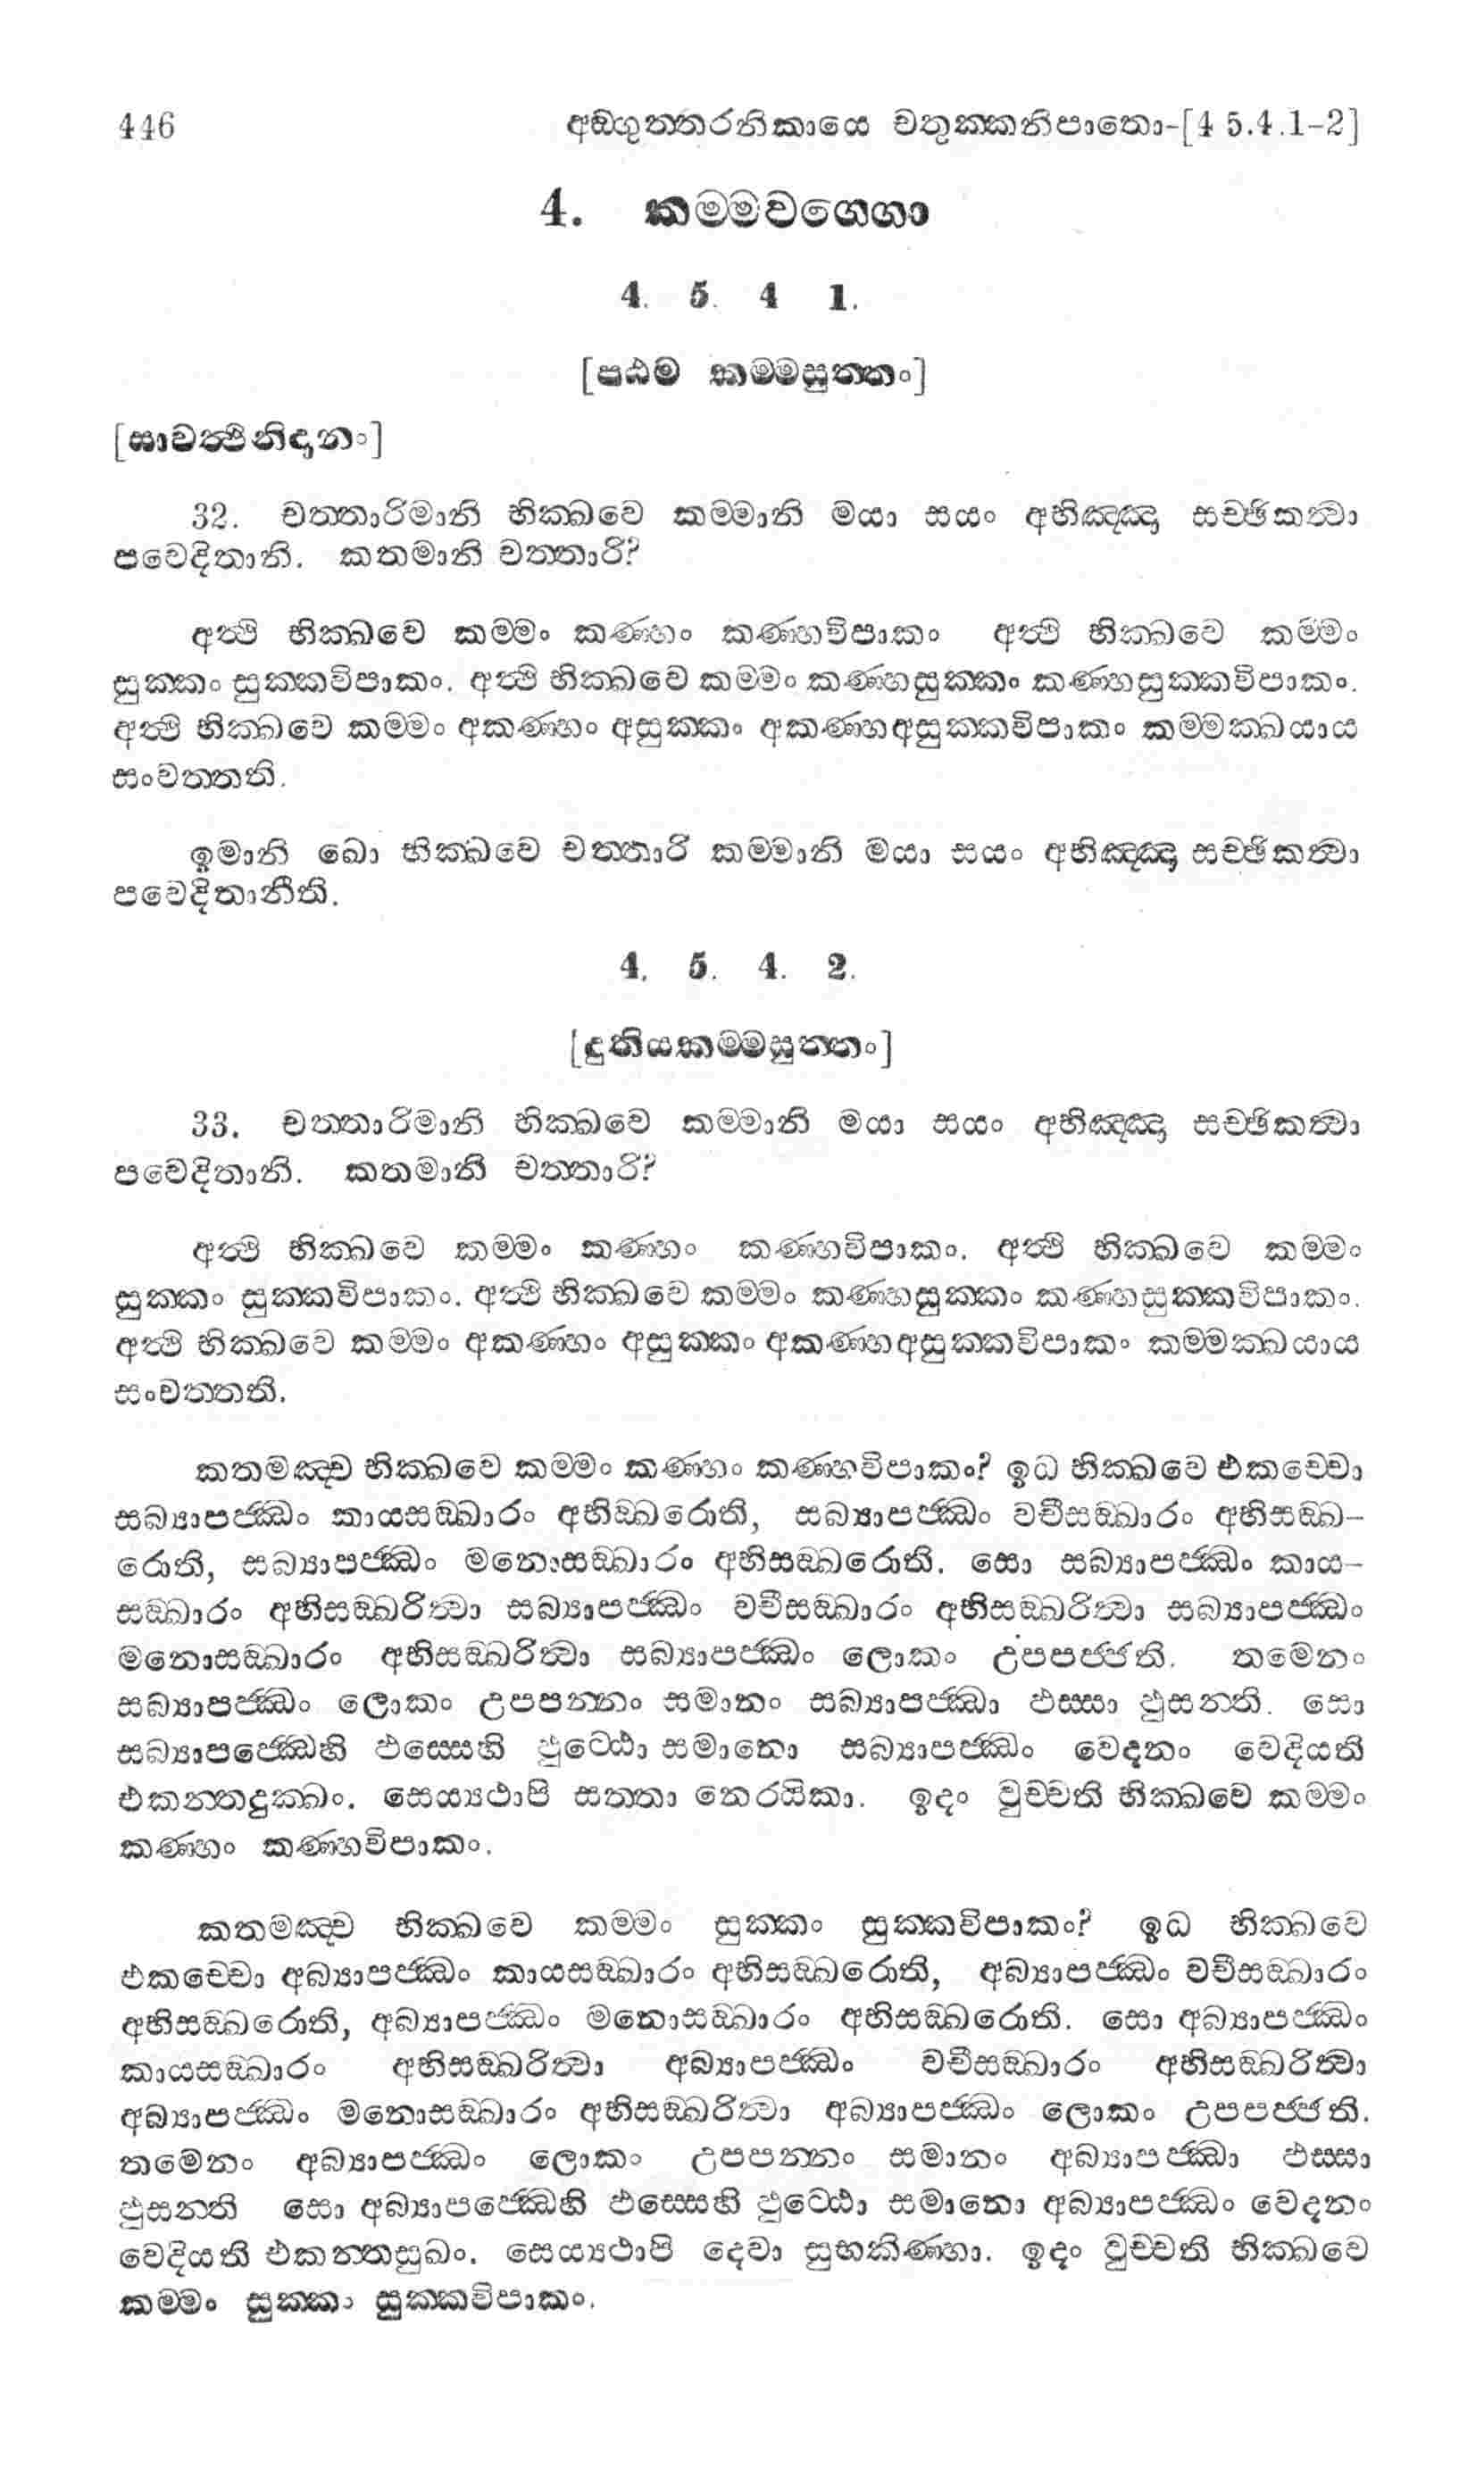 446 අඞ්ගුත්තරනිකායෙ චතුක්කනිපාතො-[4 5.4.1-2]
4. කම්මවග්ගො
4. 5. 4 1.
[පඨම කම්මසුත්තං]
[සාවත්ථිනිදානං]
32. චත්තාරිමානි භික්ඛවෙ කම්මානි මයා සයං අභිඤ්ඤා සච්ඡිකත්වා
පවෙදිතානි. කතමානි චත්තාරි?
අත්ථි භික්ඛවෙ කම්මං කණ්හං කණ්හවිපාකං අත්ථි භික්ඛවෙ කම්මං
සුක්කං සුක්කවිපාකං. අත්ථි භික්ඛවෙ කම්මං කණ්හසුක්කං කණ්හසුක්කවිපාකං.
අත්ථි භික්ඛවෙ කම්මං අකණ්හං අසුක්කං අකණ්හඅසුක්කවිපාකං කම්මක්ඛයාය
සංවත්තති.
ඉමානි ඛො භික්ඛවෙ චත්තාරි කම්මානි මයා සයං අභිඤ්ඤා සච්ඡිකත්වා
පවෙදිතානීති.
4. 5. 4. 2.
[දුතියකම්මසුත්තං]
33. චත්තාරිමානි භික්ඛවෙ කම්මානි මයා සයං අභිඤ්ඤා සච්ඡිකත්වා
පවෙදිතානි. කතමානි චත්තාරි?
අත්ථි භික්ඛවෙ කම්මං කණ්හං කණ්හවිපාකං. අත්ථි භික්ඛවෙ කම්මං
සුක්කං සුක්කවිපාකං. අත්ථි භික්ඛවෙ කම්මං කණ්හසුක්කං කණ්හසුක්කවිපාකං.
අත්ථි භික්ඛවෙ කම්මං අකණ්හං අසුක්කං අකණ්හඅසුක්කවිපාකං කම්මක්ඛයාය
සංවත්තති.
කතමඤ්ච භික්ඛවෙ කම්මං කණ්හං කණ්හවිපාකං? ඉධ භික්ඛවෙ එකච්චො
සබ්‍යාපජ්ඣං කායසඞ්ඛාරං අභිඞ්ඛරොති, සබ්‍යාපජ්ඣං වචීසඞ්ඛාරං අභිසඞ්ඛ-
රොති, සබ්‍යාපජ්ඣං මනොසඞ්ඛාරං අභිසඞ්ඛරොති. සො සබ්‍යාපජ්ඣං කාය-
සඞ්ඛාරං අභිසඞ්ඛරිත්වා සබ්‍යාපජ්ඣං වචීසඞ්ඛාරං අභිසඞ්ඛරිත්වා සබ්‍යාපජ්ඣං
මනොසඞ්ඛාරං අභිසඞ්ඛරිත්වා සබ්‍යාපජ්ඣං ලොකං උපපජ්ජති. තමෙනං
සබ්‍යාපජ්ඣං ලොකං උපපන්නං සමානං සබ්‍යාපජ්ඣා ඵස්සා ඵුසන්ති. සො
සබ්‍යාපජ්ඣෙහි ඵස්සෙහි ඵුට්ඨො සමානො සබ්‍යාපජ්ඣං වෙදනං වෙදියති
එකන්තදුක්ඛං. සෙය්‍යථාපි සත්තා නෙරයිකා. ඉදං වුච්චති භික්ඛවෙ කම්මං
කණ්හං කණ්හවිපාකං.
කතමඤ්ච භික්ඛවෙ කම්මං සුක්කං සුක්කවිපාකං? ඉධ භික්ඛවෙ
එකච්චො අබ්‍යාපජ්ඣං කායසඞ්ඛාරං අභිසඞ්ඛරොති, අබ්‍යාපජ්ඣං වචීසඞ්ඛාරං
අභිසඞ්ඛරොති, අබ්‍යාපජ්ඣං මනොසඞ්ඛාරං අභිසඞ්ඛරොති. සො අබ්‍යාපජ්ඣං
කායසඞ්ඛාරං අභිසඞ්ඛරිත්වා අබ්‍යාපජ්ඣං වචීසඞ්ඛාරං අභිසඞ්ඛරිත්වා
අබ්‍යාපජ්ඣං මනොසඞ්ඛාරං අභිසඞ්ඛරිත්වා අබ්‍යාපජ්ඣං ලොකං උපපජ්ජති.
තමෙනං අබ්‍යාපජ්ඣං ලොකං උපපන්නං සමානං අබ්‍යාපජ්ඣා ඵස්සා
ඵුසන්ති සො අබ්‍යාපජ්ඣෙහි ඵස්සෙහි ඵුට්ඨො සමානො අබ්‍යාපජ්ඣං වෙදනං
වෙදියති එකන්තසුඛං. සෙය්‍යථාපි දෙවා සුභකිණ්හා. ඉදං වුච්චති භික්ඛවෙ
කම්මං සුක්කං සුක්කවිපාකං.